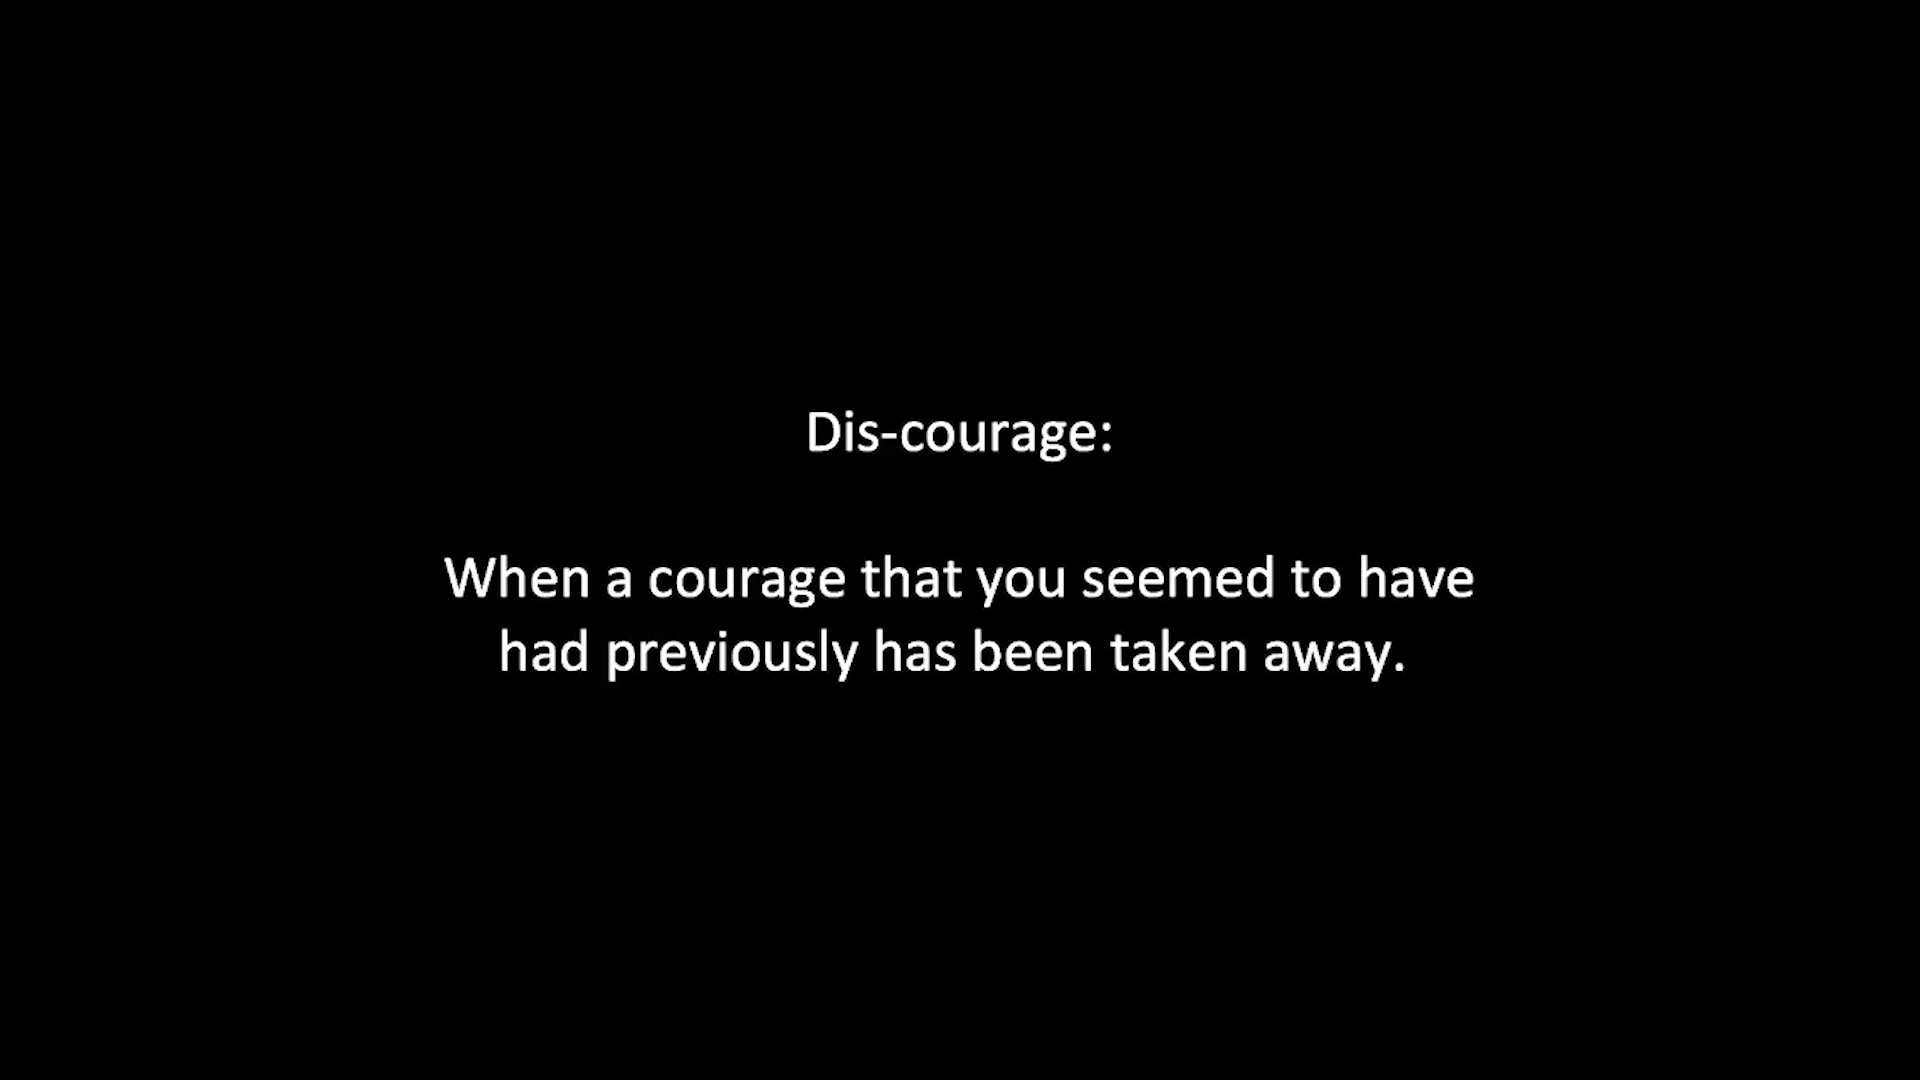 Dis-courage:
When a courage that you seemed to have
had previously has been taken away.